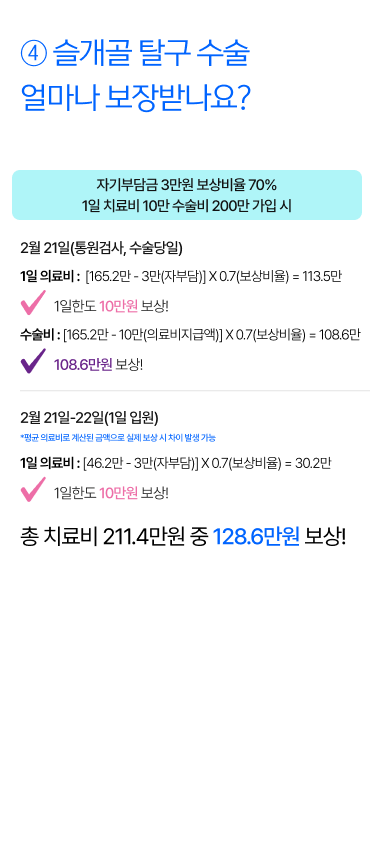 ④ 슬개골 탈구 수술
얼마나 보장받나요?
자기부담금 3만원 보상비율 70%
1일 치료비 10만 수술비 200만 가입 시
2월 21일(통원검사, 수술당일)
1일 의료비 : [165.2만 - 3만(자부담)] X 0.7(보상비율) = 113.5만
1일한도 10만원 보상!
수술비 : [165.2만 - 10만(의료비지급액)] X 0.7(보상비율) = 108.6만
108.6만원 보상!
2월 21일-22일(1일 입원)
*평균 의료비로 계산된 금액으로 실제 보상 시 차이 발생 가능
1일 의료비 : [46.2만 - 3만(자부담)] X 0.7(보상비율) = 30.2만
1일한도 10만원 보상!
총 치료비 211.4만원 중 128.6만원 보상!